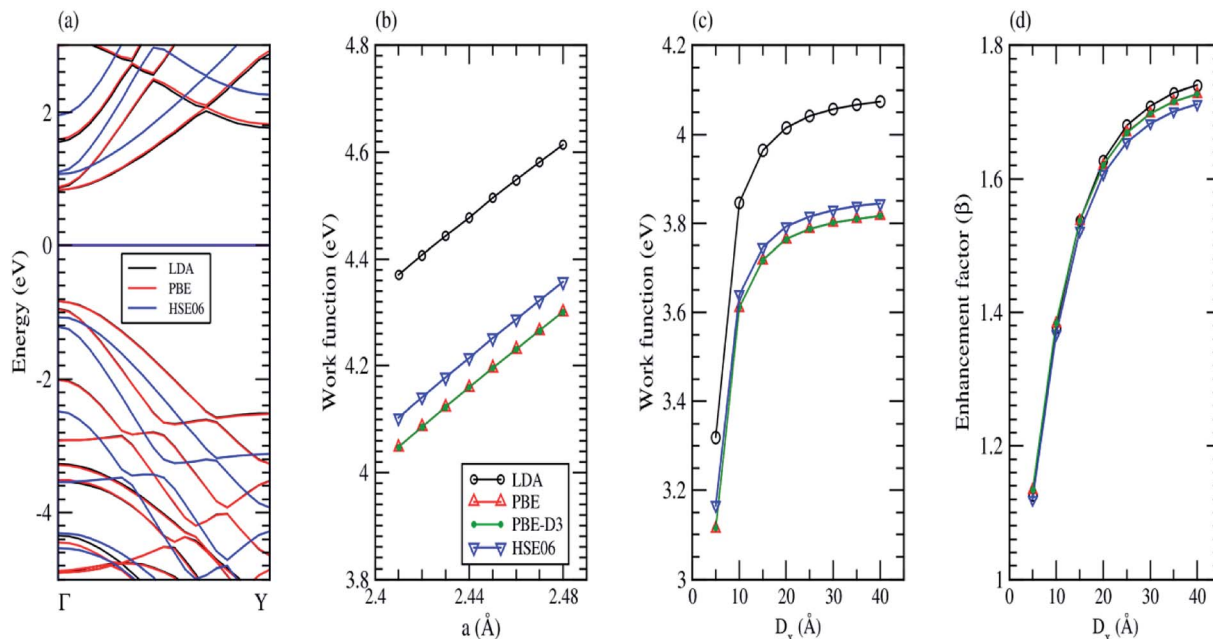 (a)
(b)
(c)
(d)
Energy (eV)
2
0
-2
-4
Γ
Y
LDA
PBE
HSE06
Work function (eV)
4.8
4.6
4.4
4.2
4
3.8
2.4
2.44
2.48
a (Å)
LDA
PBE
PBE-D3
HSE06
Work function (eV)
4.2
4
3.8
3.6
3.4
3.2
3
0 10 20 30 40
Dₓ (Å)
Enhancement factor (β)
1.8
1.6
1.4
1.2
1
0 10 20 30 40
Dₓ (Å)